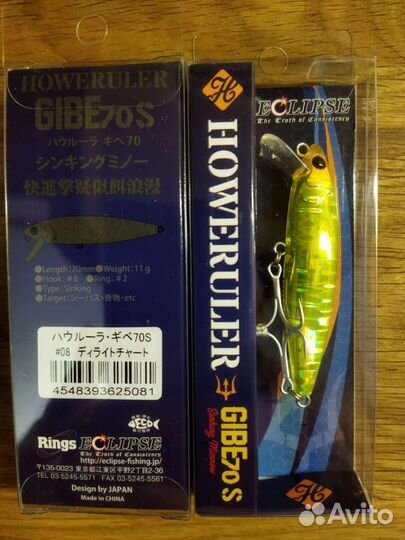 HOWERULER
GIBE70S
ハウルーラ ギベ70
シンキングミノー
快進撃疑似餌浪漫
●Length:70mm●Weight:11g
●Hook:#8 ●Ring:#2
●Type:Sinking
●Target:シーバス・青物・etc
ハウルーラ・ギベ70S
#08 ディライトチャート
4548393625081
Rings ECLIPSE
The Truth of Consistency
http://eclipse-fishing.jp/
〒135-0023 東京都江東区平野2丁目2-36
TEL 03-5245-5571 FAX 03-5245-5561
Design by JAPAN
Made in CHINA
H
HOWERULER
GIBE70S
Sinking Minnow
H
ECLIPSE
The Truth of Consistency
Avito